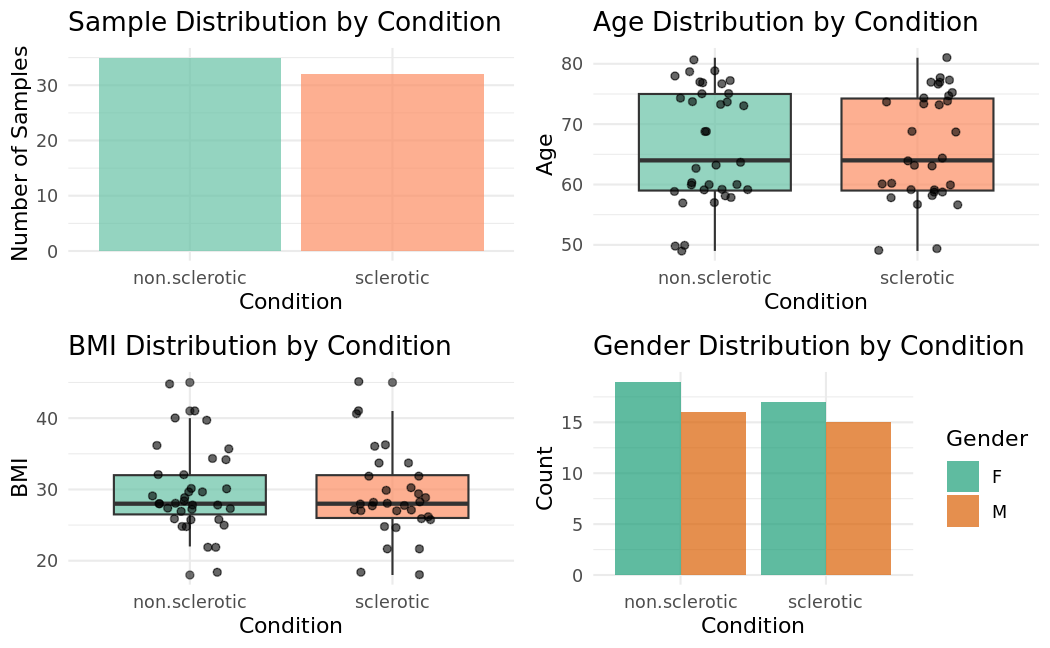 Sample Distribution by Condition
Number of Samples
30
20
10
0
non.sclerotic
sclerotic
Condition
Age Distribution by Condition
Age
80
70
60
50
non.sclerotic
sclerotic
Condition
BMI Distribution by Condition
BMI
40
30
20
non.sclerotic
sclerotic
Condition
Gender Distribution by Condition
Count
15
10
5
0
non.sclerotic
sclerotic
Condition
Gender
F
M